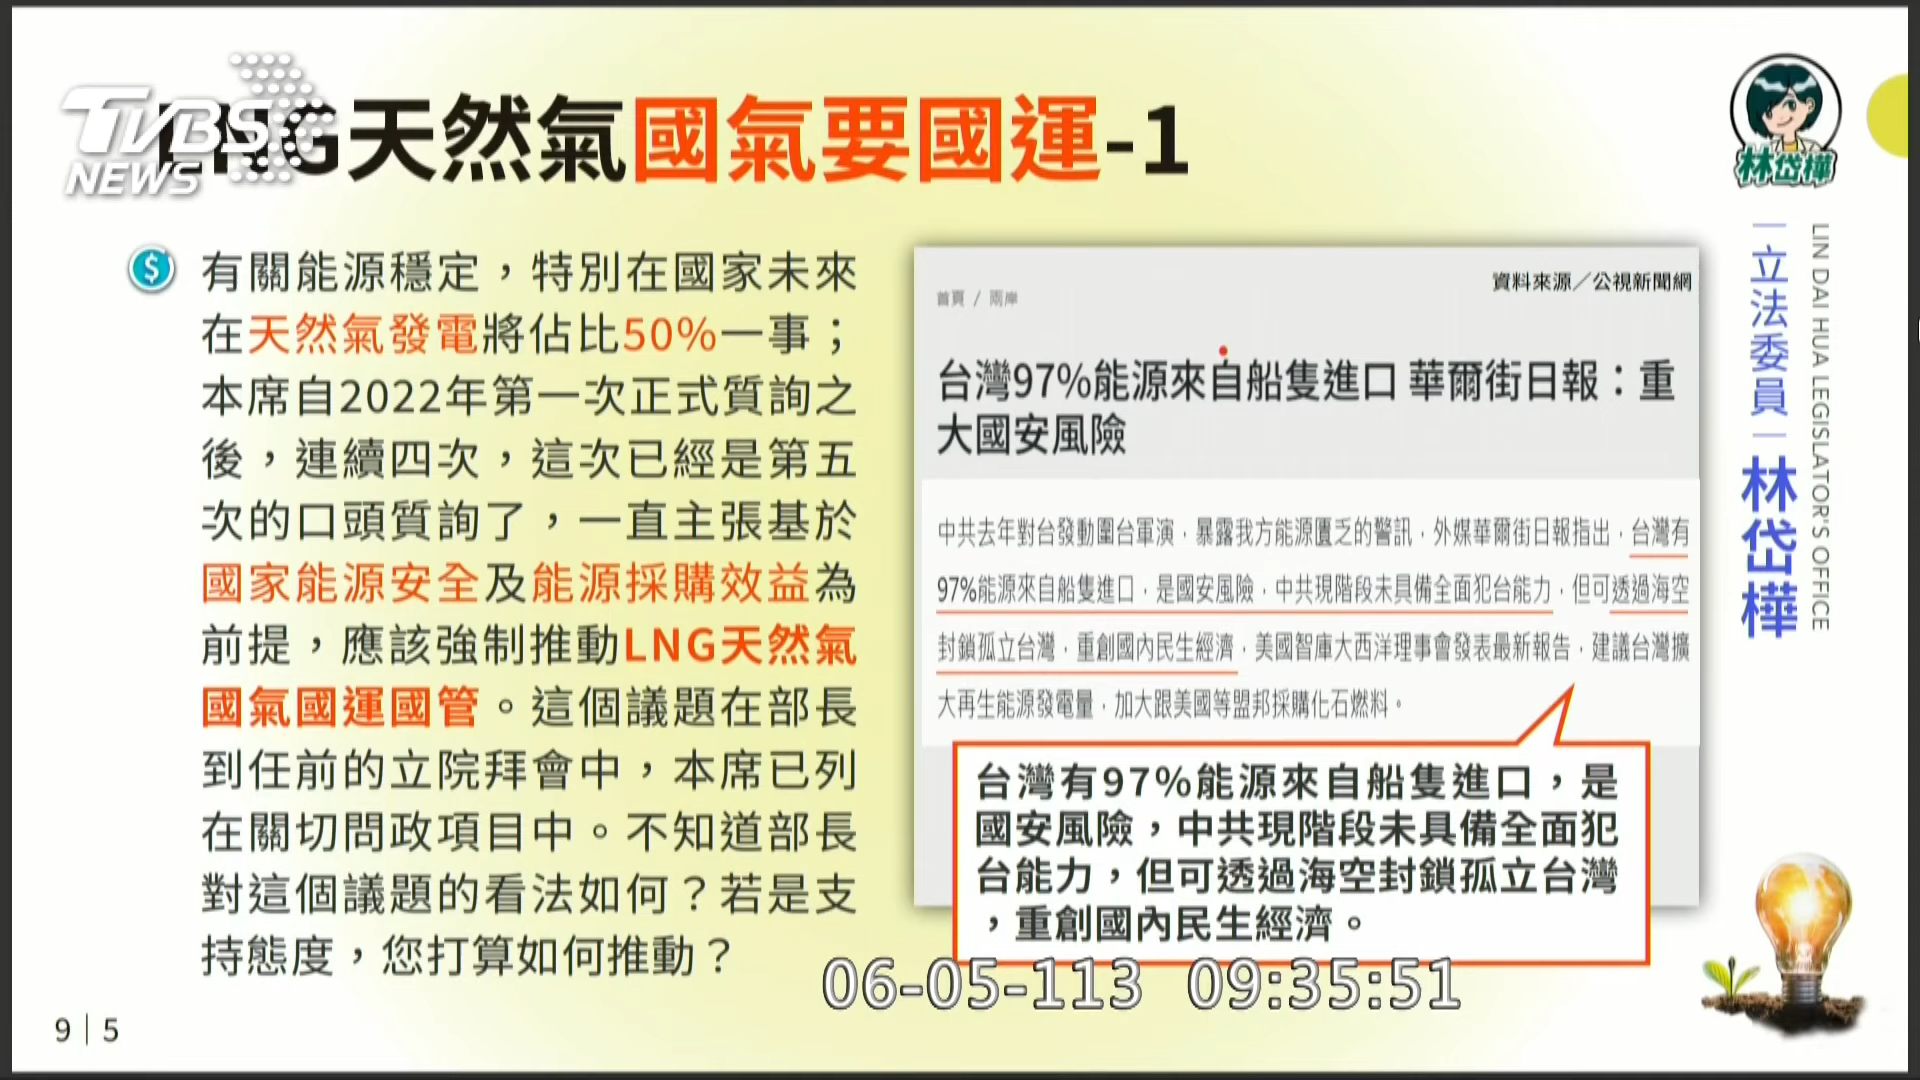 TVBS
NEWS
LNG天然氣國氣要國運-1
有關能源穩定，特別在國家未來
在天然氣發電將佔比50%一事；
本席自2022年第一次正式質詢之
後，連續四次，這次已經是第五
次的口頭質詢了，一直主張基於
國家能源安全及能源採購效益為
前提，應該強制推動LNG天然氣
國氣國運國管。這個議題在部長
到任前的立院拜會中，本席已列
在關切問政項目中。不知道部長
對這個議題的看法如何？若是支
持態度，您打算如何推動？
資料來源／公視新聞網
首頁 / 兩岸
台灣97%能源來自船隻進口 華爾街日報：重
大國安風險
中共去年對台發動圍台軍演，暴露我方能源匱乏的警訊，外媒華爾街日報指出，台灣有
97%能源來自船隻進口，是國安風險，中共現階段未具備全面犯台能力，但可透過海空
封鎖孤立台灣，重創國內民生經濟，美國智庫大西洋理事會發表最新報告，建議台灣擴
大再生能源發電量，加大跟美國等盟邦採購化石燃料。
台灣有97%能源來自船隻進口，是
國安風險，中共現階段未具備全面犯
台能力，但可透過海空封鎖孤立台灣
，重創國內民生經濟。
林岱樺
立法委員
林岱樺
LIN DAI HUA LEGISLATOR'S OFFICE
06-05-113 09:35:51
9 | 5